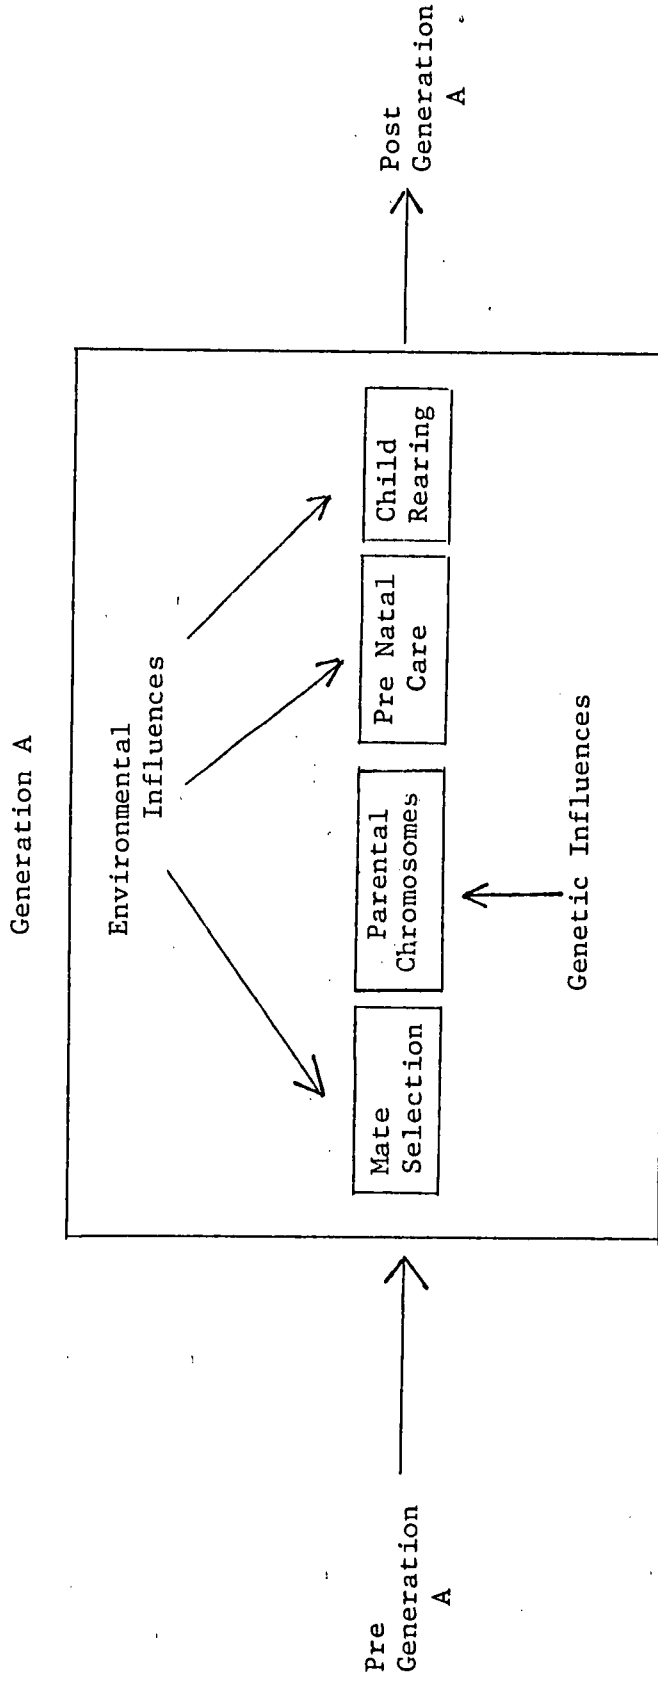 Generation A
Environmental
Influences
Pre
Generation
A
Mate
Selection
Parental
Chromosomes
Pre Natal
Care
Child
Rearing
Post
Generation
A
Genetic Influences